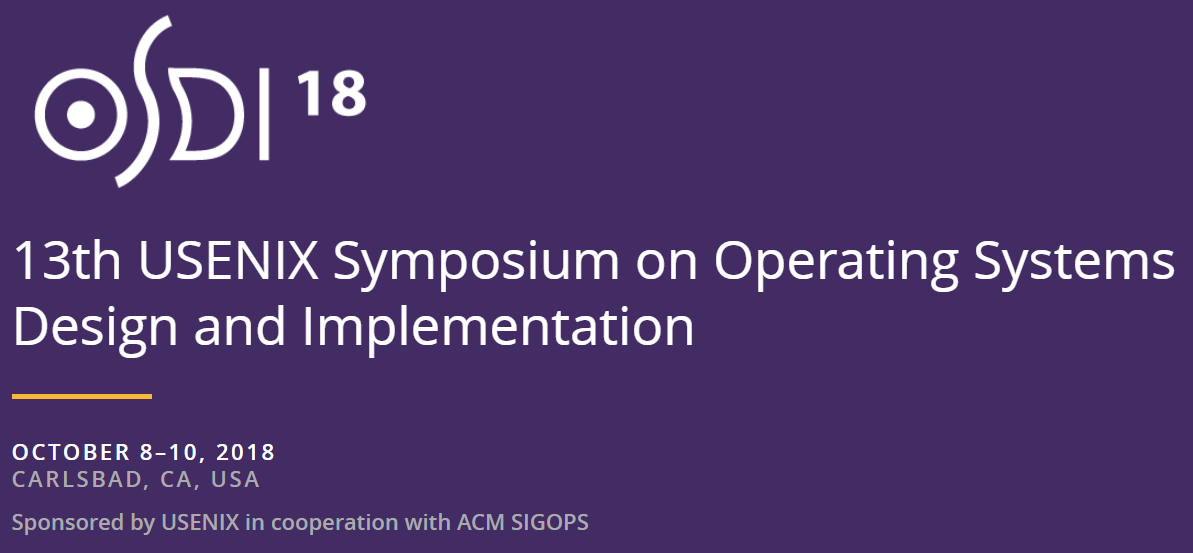 OSDI 18
13th USENIX Symposium on Operating Systems
Design and Implementation
OCTOBER 8–10, 2018
CARLSBAD, CA, USA
Sponsored by USENIX in cooperation with ACM SIGOPS